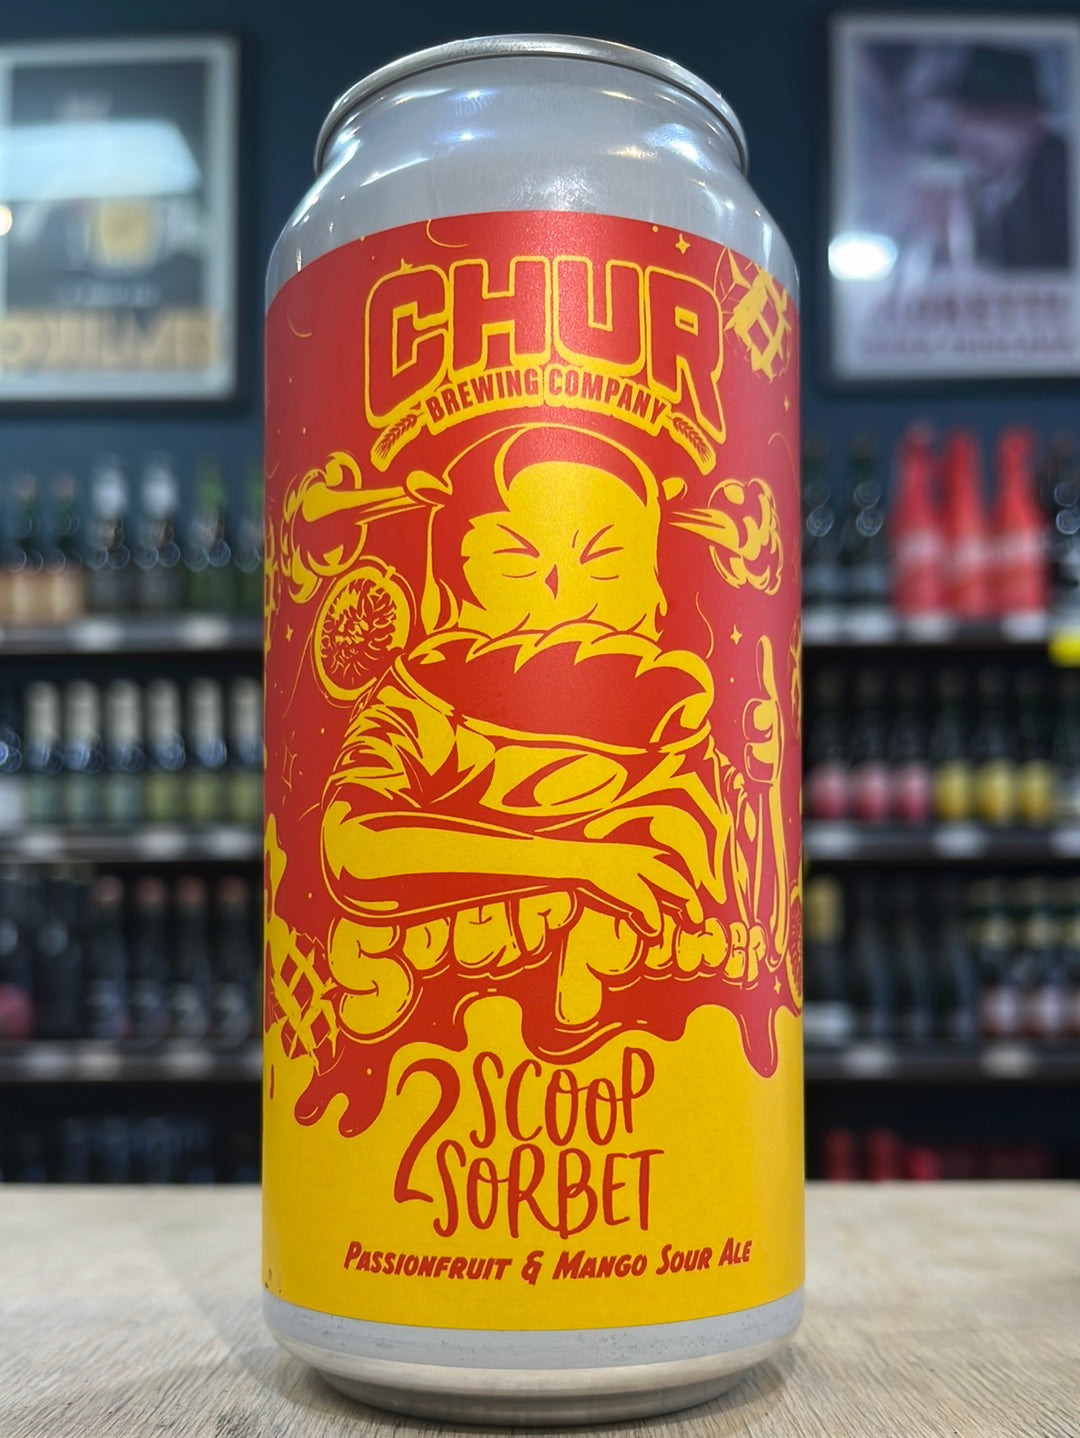 CHUR
BREWING COMPANY
Sour Power
2 SCOOP
SORBET
PASSIONFRUIT & MANGO SOUR ALE